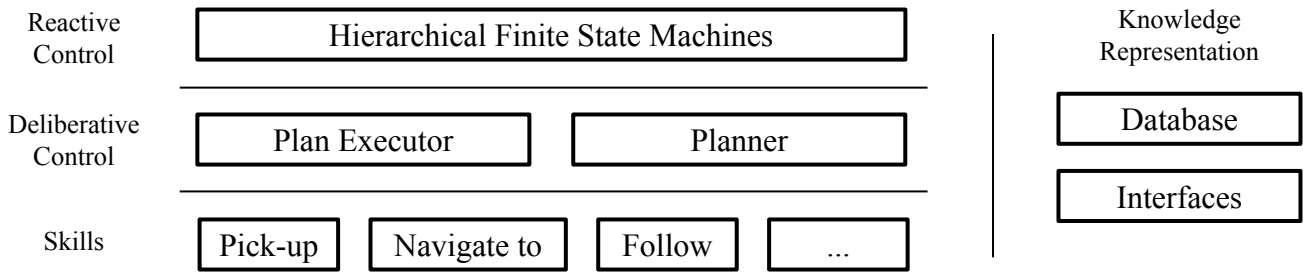 Reactive
Control
Hierarchical Finite State Machines
Deliberative
Control
Plan Executor
Planner
Skills
Pick-up
Navigate to
Follow
...
Knowledge
Representation
Database
Interfaces